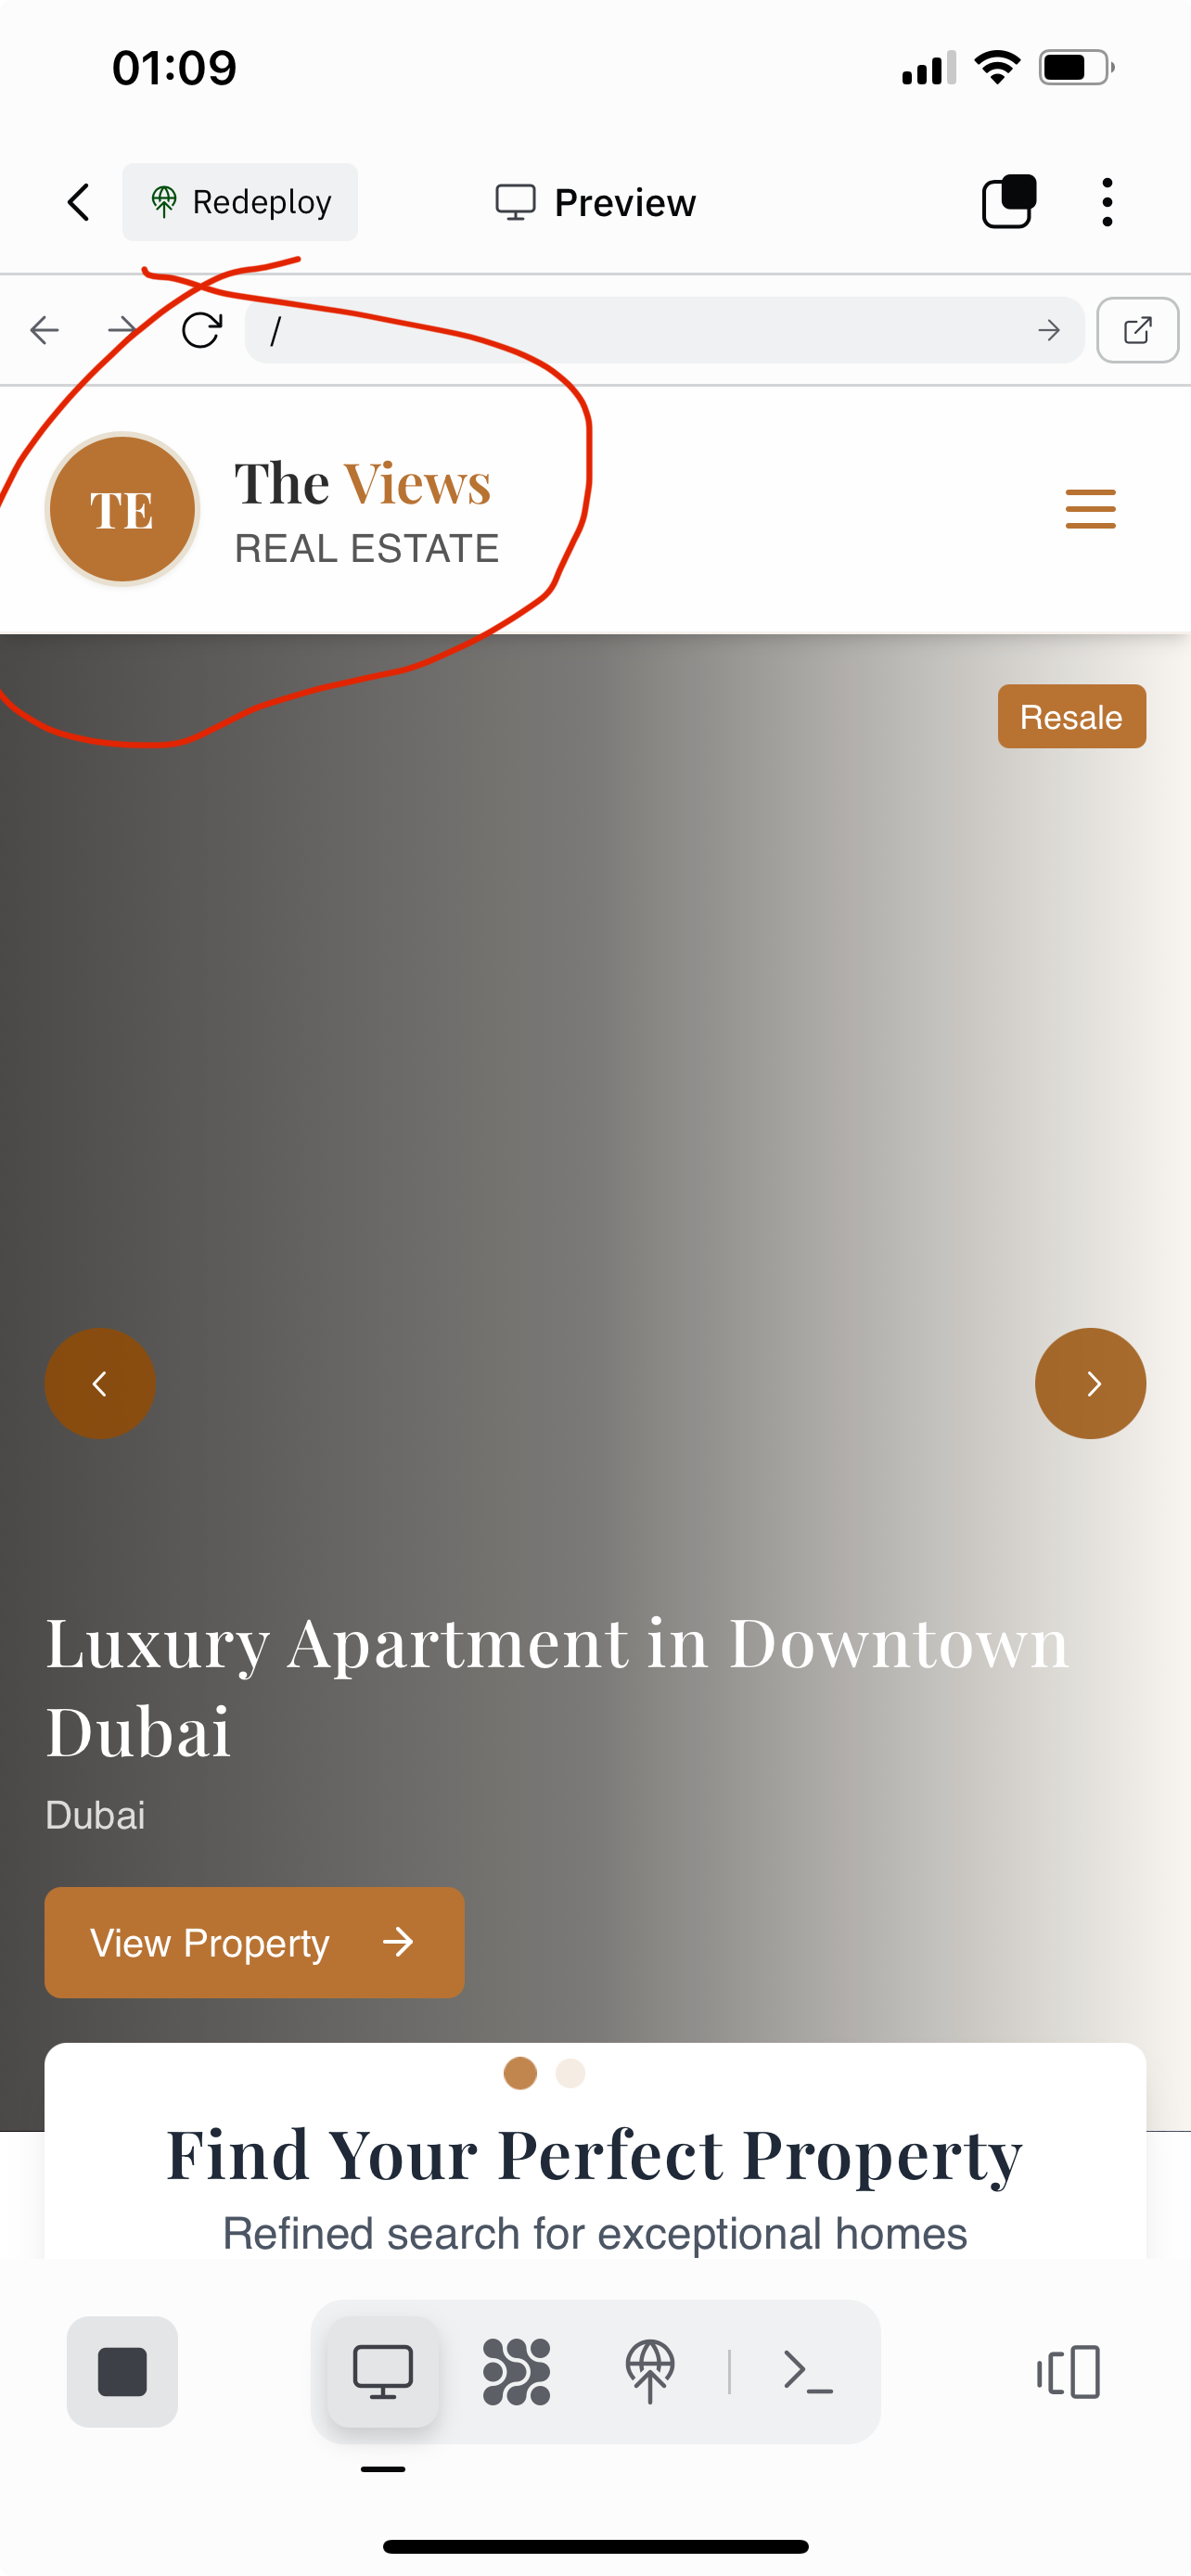 01:09
Redeploy
Preview
/
TE
The Views
REAL ESTATE
Resale
Luxury Apartment in Downtown
Dubai
Dubai
View Property
Find Your Perfect Property
Refined search for exceptional homes